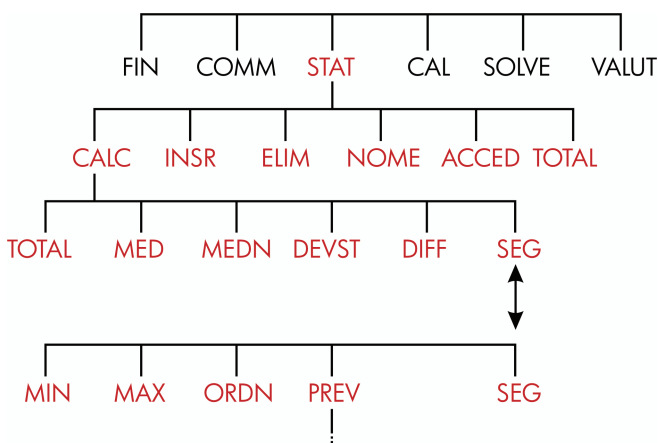 FIN COMM STAT CAL SOLVE VALUT
CALC INSR ELIM NOME ACCED TOTAL
TOTAL MED MEDN DEVST DIFF SEG
MIN MAX ORDN PREV SEG